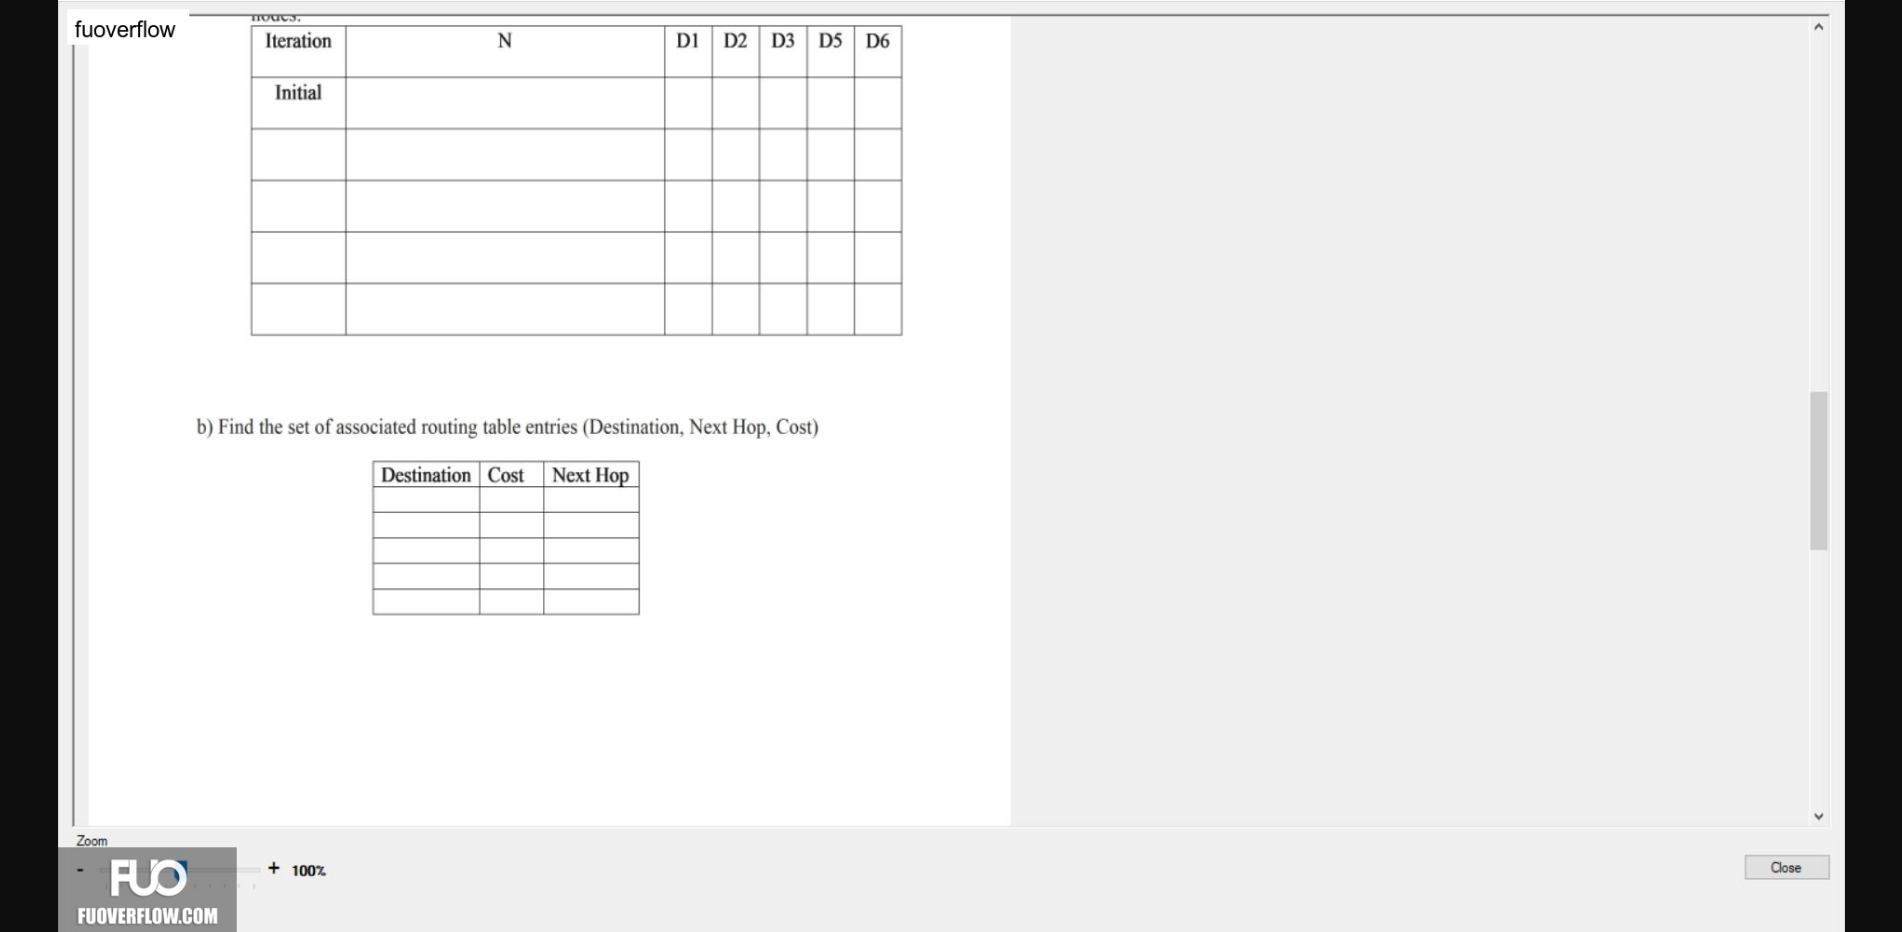 fuoverflow
nodes.
Iteration N D1 D2 D3 D5 D6
Initial
b) Find the set of associated routing table entries (Destination, Next Hop, Cost)
Destination Cost Next Hop
Zoom
- + 100%
Close
FUO
FUOVERFLOW.COM